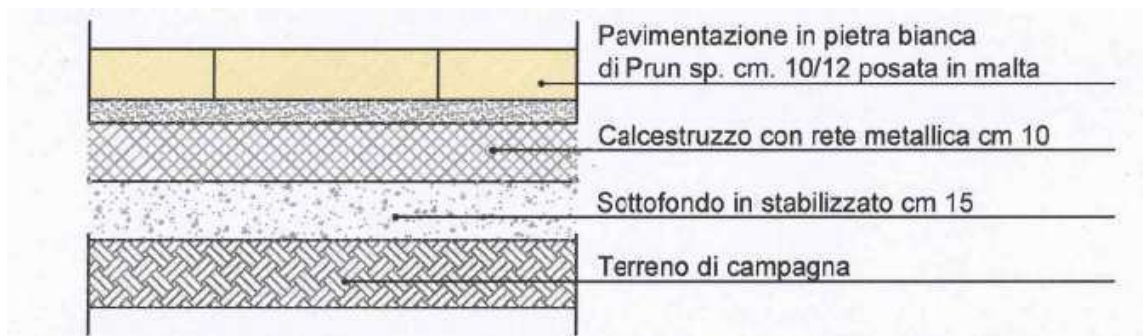 Pavimentazione in pietra bianca
di Prun sp. cm. 10/12 posata in malta
Calcestruzzo con rete metallica cm 10
Sottofondo in stabilizzato cm 15
Terreno di campagna